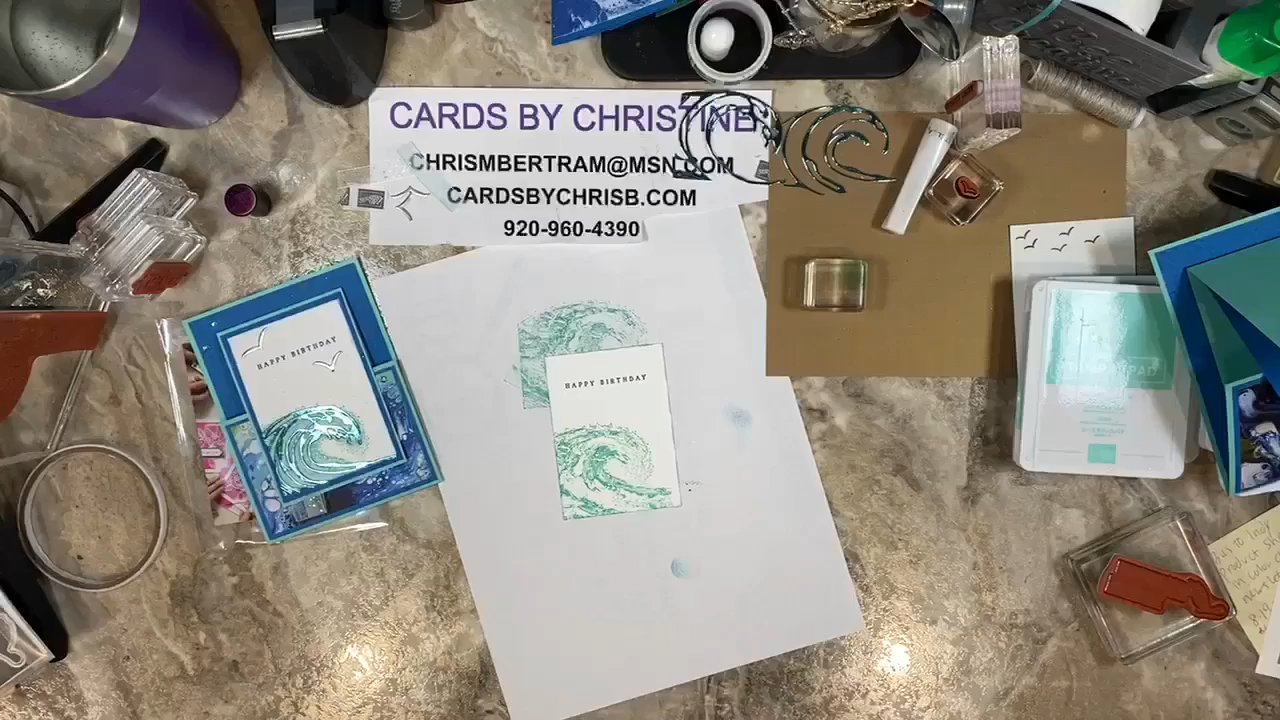 CARDS BY CHRISTINE
CHRISMBERTRAM@MSN.COM
CARDSBYCHRISB.COM
920-960-4390
HAPPY BIRTHDAY
HAPPY BIRTHDAY